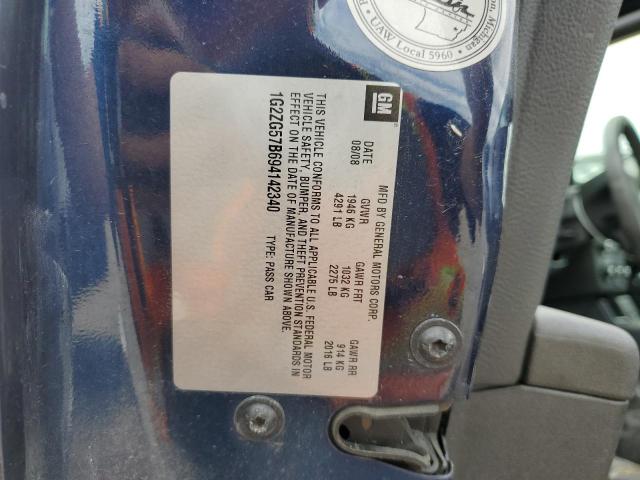 GM
MFD BY GENERAL MOTORS CORP.
DATE GVWR GAWR FRT GAWR RR
08/08 1946 KG 1032 KG 914 KG
4291 LB 2275 LB 2016 LB
THIS VEHICLE CONFORMS TO ALL APPLICABLE U.S. FEDERAL MOTOR
VEHICLE SAFETY, BUMPER, AND THEFT PREVENTION STANDARDS IN
EFFECT ON THE DATE OF MANUFACTURE SHOWN ABOVE.
1G2ZG57B694142340 TYPE: PASS CAR
Michigan
UAW Local 5960